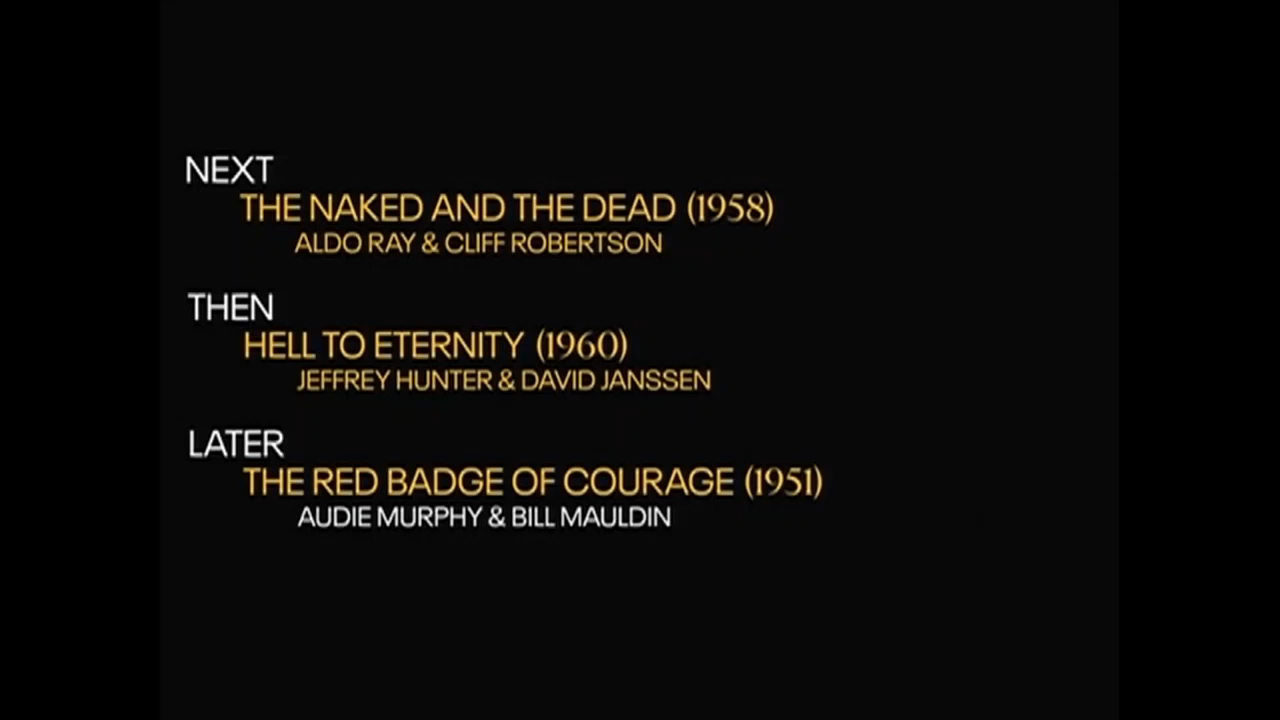 NEXT
THE NAKED AND THE DEAD (1958)
ALDO RAY & CLIFF ROBERTSON
THEN
HELL TO ETERNITY (1960)
JEFFREY HUNTER & DAVID JANSSEN
LATER
THE RED BADGE OF COURAGE (1951)
AUDIE MURPHY & BILL MAULDIN